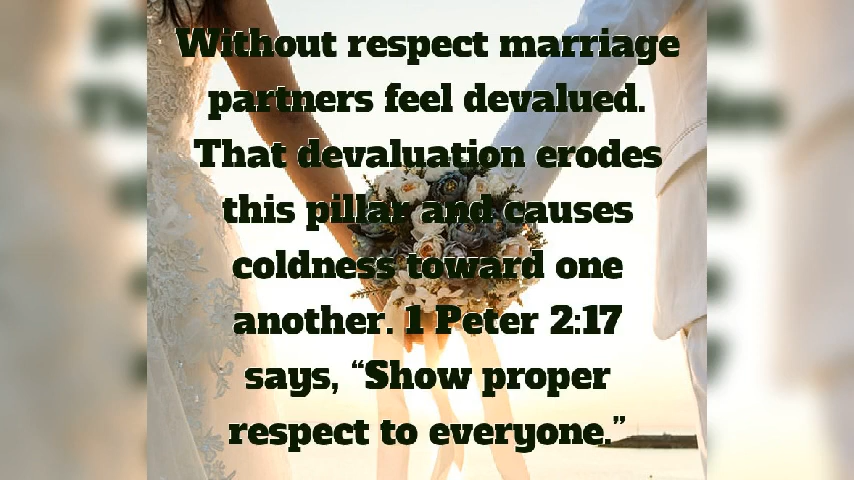 Without respect marriage
partners feel devalued.
That devaluation erodes
this pillar and causes
coldness toward one
another. 1 Peter 2:17
says, “Show proper
respect to everyone.”